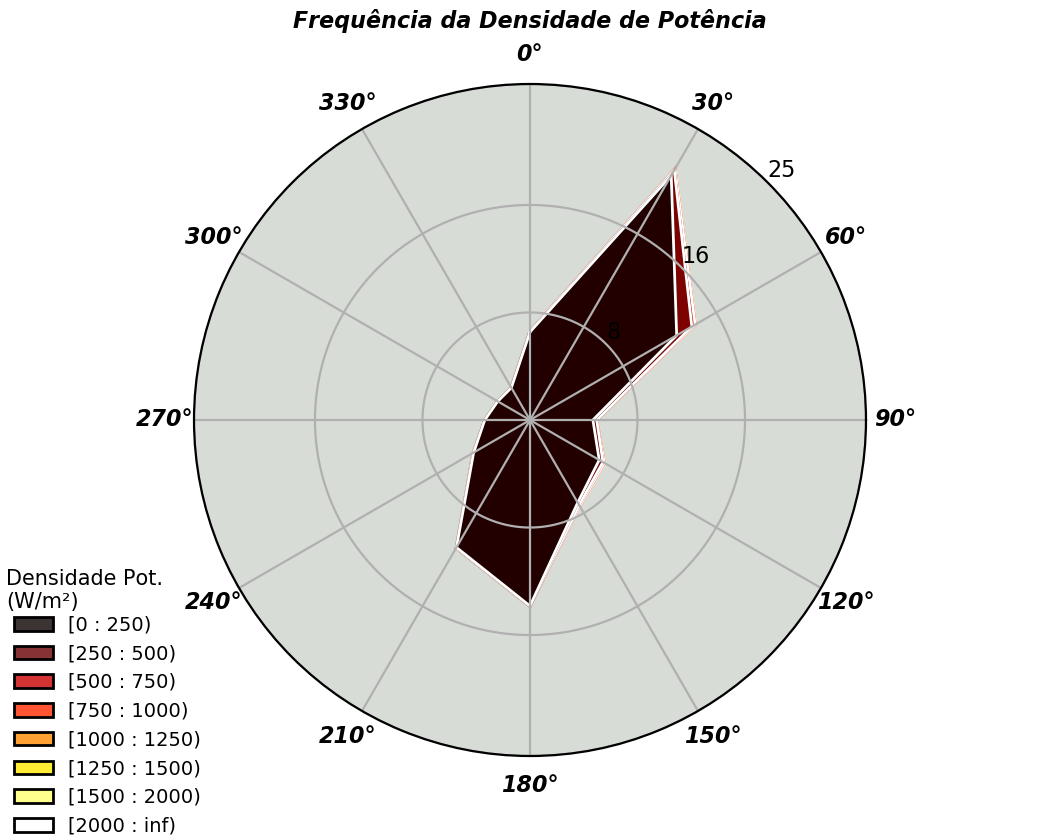 Frequência da Densidade de Potência
0°
330°
30°
25
300°
60°
16
8
270°
90°
Densidade Pot.
(W/m²)
240°
120°
[0 : 250)
[250 : 500)
[500 : 750)
[750 : 1000)
210°
150°
[1000 : 1250)
[1250 : 1500)
180°
[1500 : 2000)
[2000 : inf)